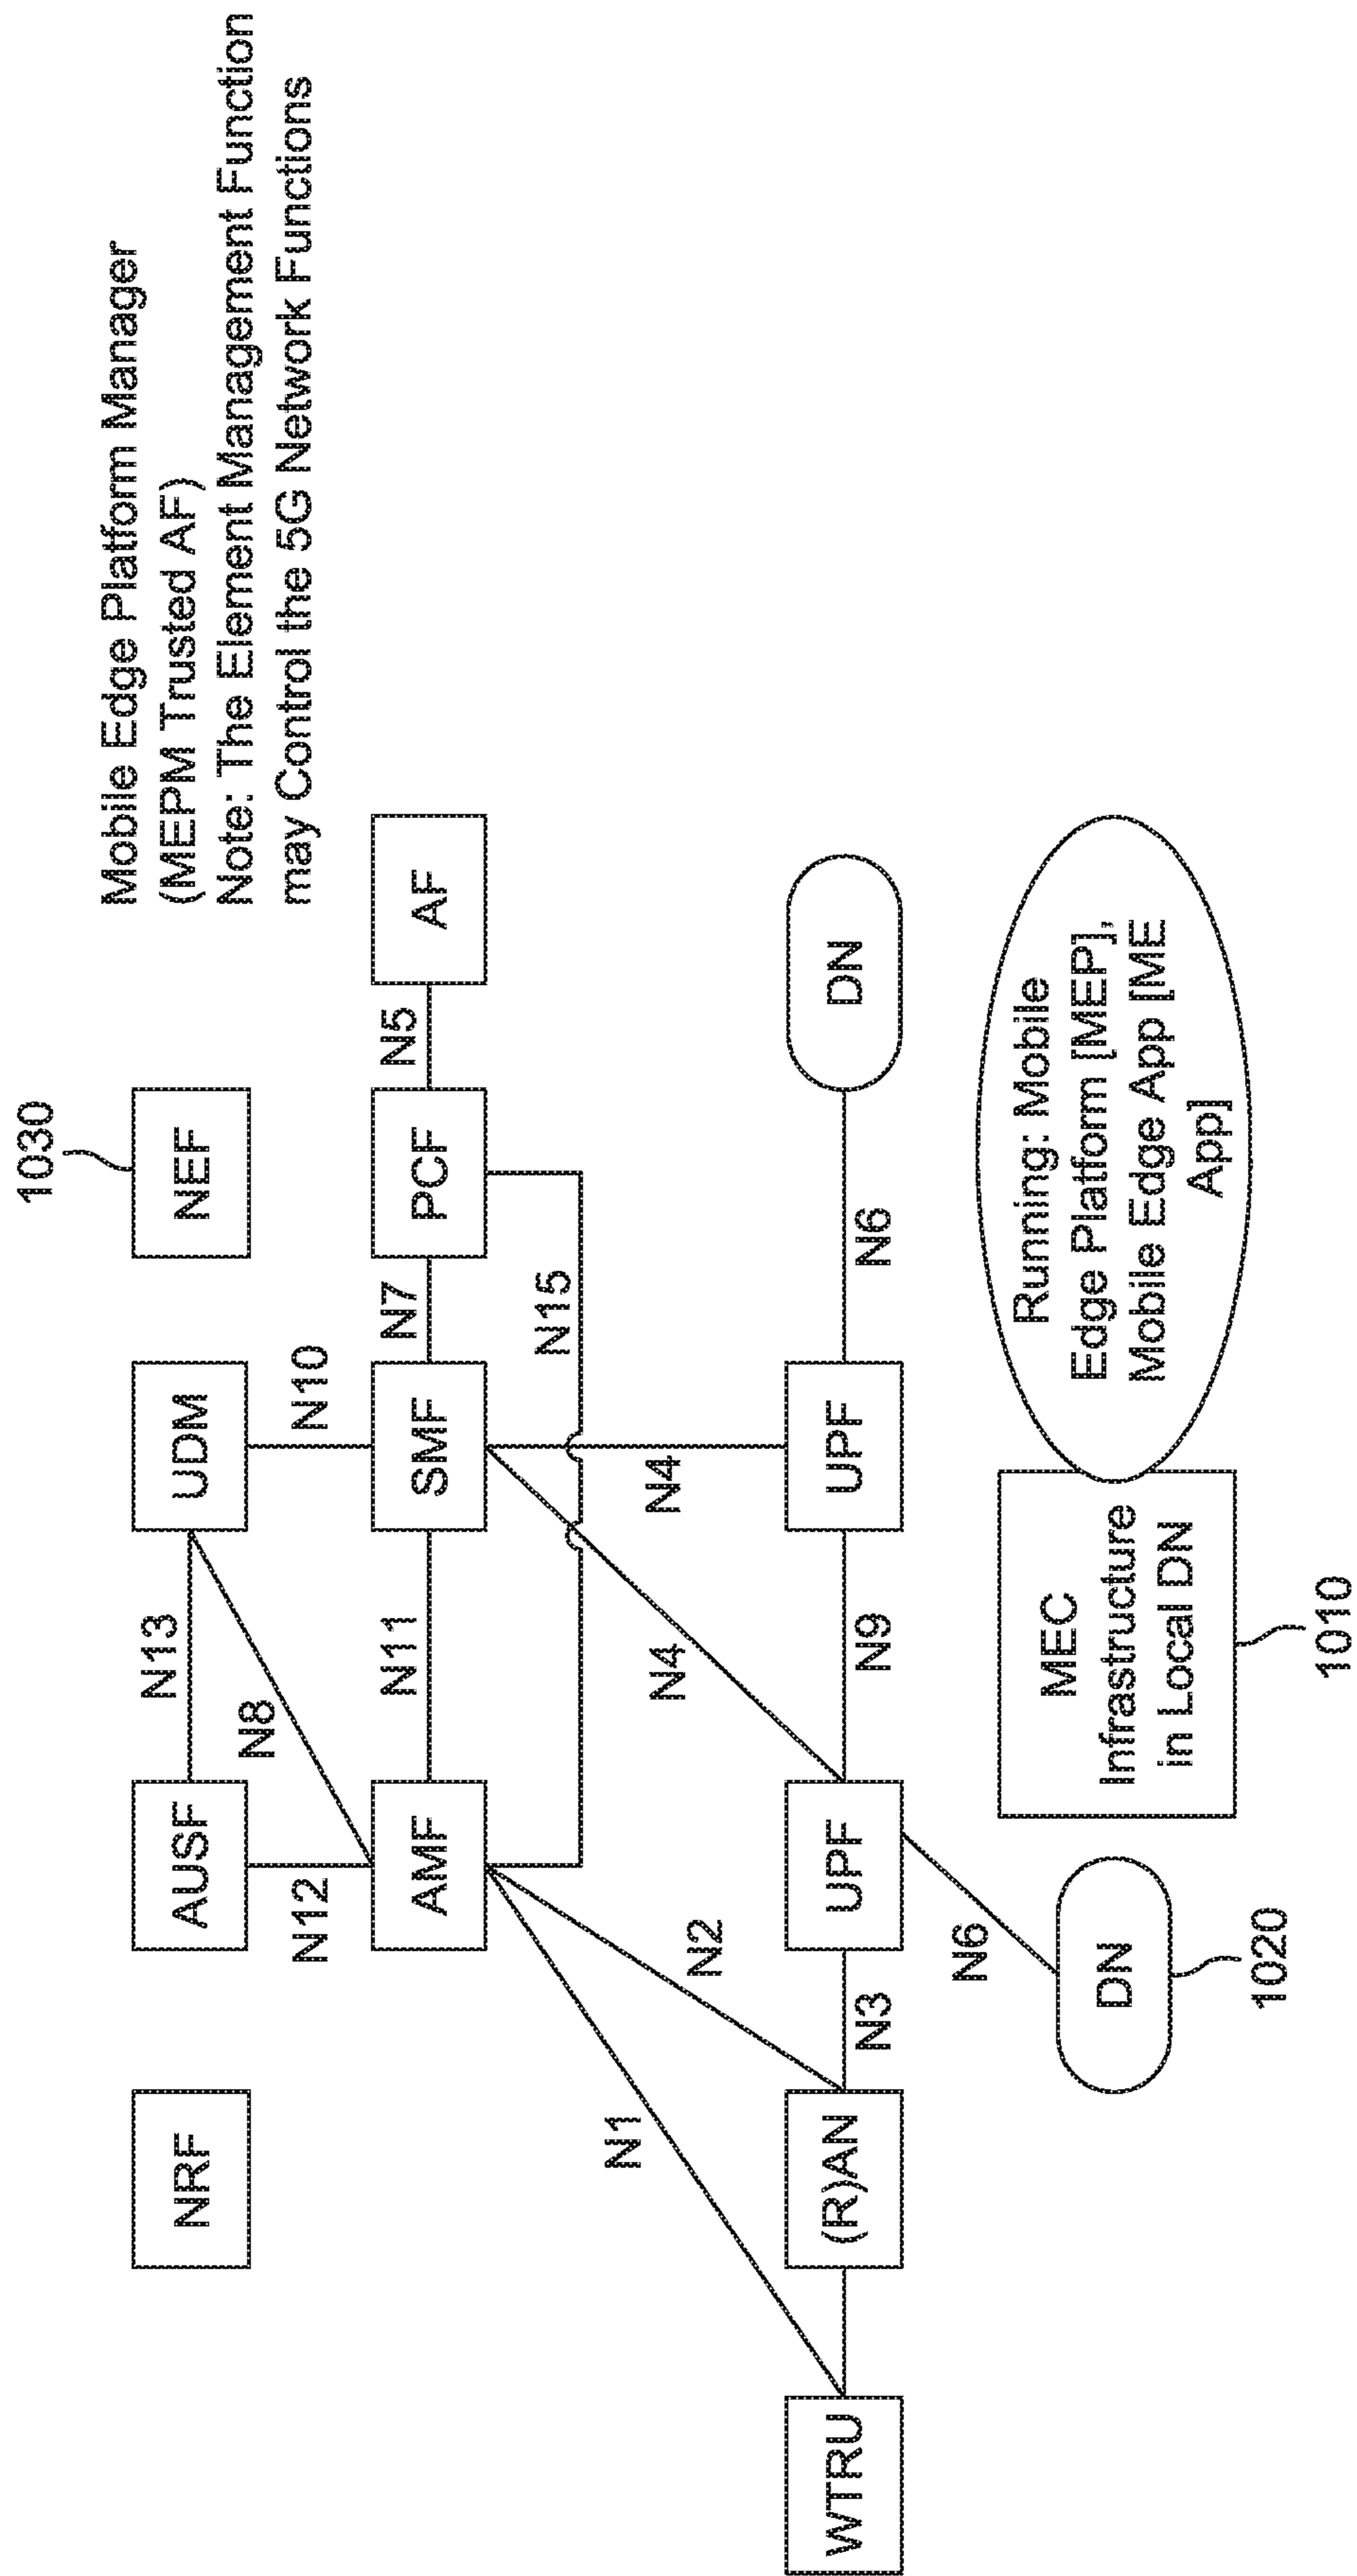 1030
Mobile Edge Platform Manager
(MEPM Trusted AF)
Note: The Element Management Function
may Control the 5G Network Functions
NRF
AUSF
N13
UDM
NEF
N12
N8
N10
AMF
N11
SMF
N7
PCF
N5
AF
N15
N1
N2
N4
N4
WTRU
(R)AN
N3
UPF
N9
UPF
N6
DN
N6
DN
1020
MEC
Infrastructure
in Local DN
1010
Running: Mobile
Edge Platform [MEP],
Mobile Edge App [ME
App]